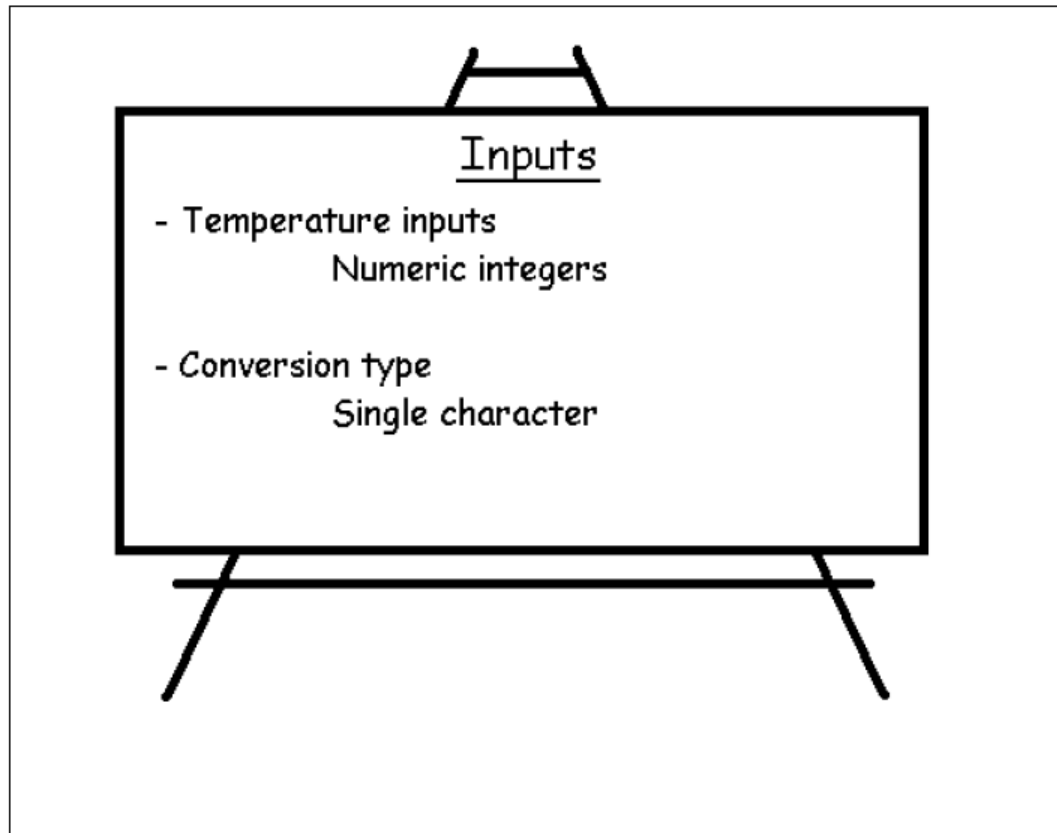 Inputs
- Temperature inputs
Numeric integers
- Conversion type
Single character